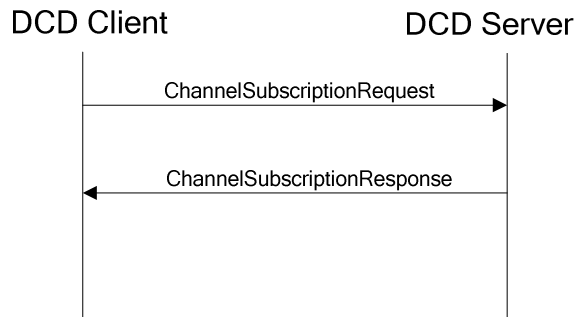 DCD Client
DCD Server
ChannelSubscriptionRequest
ChannelSubscriptionResponse